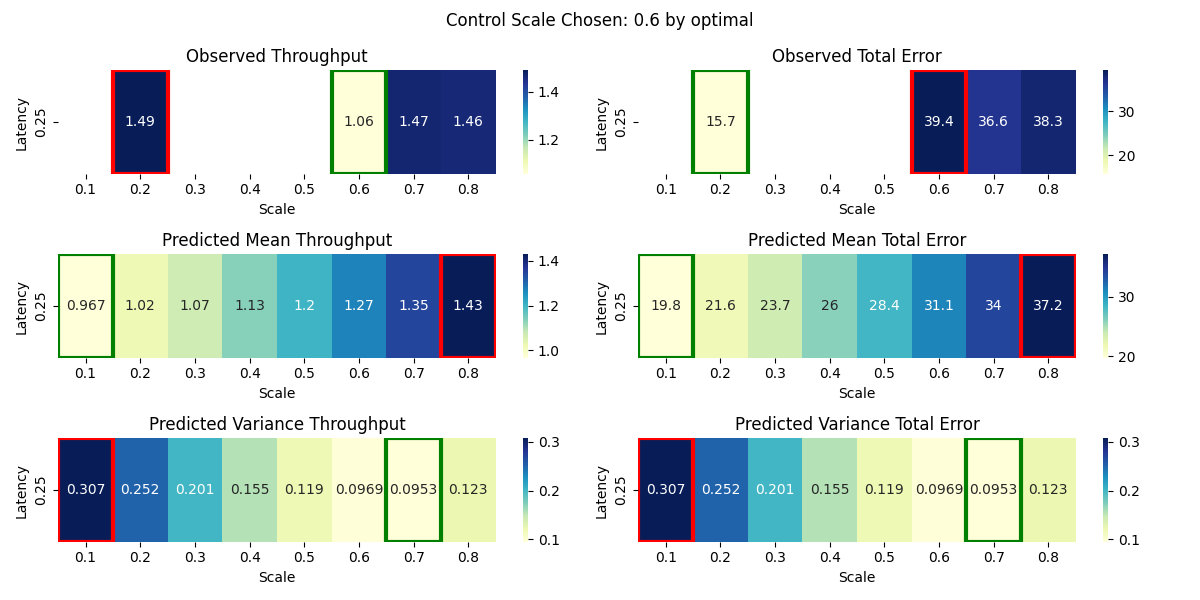 Control Scale Chosen: 0.6 by optimal
Observed Throughput
Latency
0.25
1.49
1.06
1.47
1.46
0.1 0.2 0.3 0.4 0.5 0.6 0.7 0.8
Scale
1.4
1.2
Observed Total Error
Latency
0.25
15.7
39.4
36.6
38.3
0.1 0.2 0.3 0.4 0.5 0.6 0.7 0.8
Scale
30
20
Predicted Mean Throughput
Latency
0.25
0.967 1.02 1.07 1.13 1.2 1.27 1.35 1.43
0.1 0.2 0.3 0.4 0.5 0.6 0.7 0.8
Scale
1.4
1.2
1.0
Predicted Mean Total Error
Latency
0.25
19.8 21.6 23.7 26 28.4 31.1 34 37.2
0.1 0.2 0.3 0.4 0.5 0.6 0.7 0.8
Scale
30
20
Predicted Variance Throughput
Latency
0.25
0.307 0.252 0.201 0.155 0.119 0.0969 0.0953 0.123
0.1 0.2 0.3 0.4 0.5 0.6 0.7 0.8
Scale
0.3
0.2
0.1
Predicted Variance Total Error
Latency
0.25
0.307 0.252 0.201 0.155 0.119 0.0969 0.0953 0.123
0.1 0.2 0.3 0.4 0.5 0.6 0.7 0.8
Scale
0.3
0.2
0.1